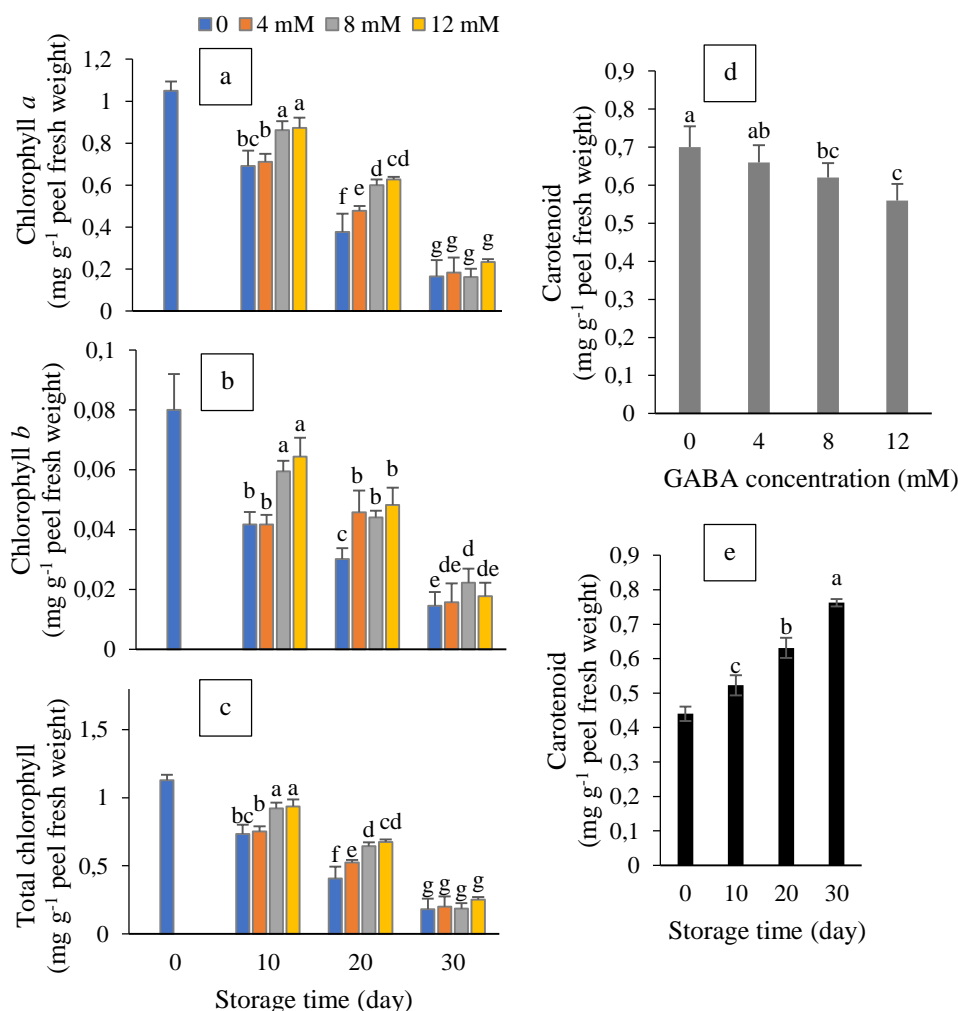 0 4 mM 8 mM 12 mM
a
Chlorophyll a
(mg g⁻¹ peel fresh weight)
1,2
1
0,8
0,6
0,4
0,2
0
bc b a a
f e d cd
g g g g
b
Chlorophyll b
(mg g⁻¹ peel fresh weight)
0,1
0,08
0,06
0,04
0,02
0
b b a a
c b b b
e de d de
c
Total chlorophyll
(mg g⁻¹ peel fresh weight)
1,5
1
0,5
0
bc b a a
f e d cd
g g g g
0 10 20 30
Storage time (day)
d
Carotenoid
(mg g⁻¹ peel fresh weight)
0,9
0,8
0,7
0,6
0,5
0,4
0,3
0,2
0,1
0
a ab bc c
0 4 8 12
GABA concentration (mM)
e
Carotenoid
(mg g⁻¹ peel fresh weight)
0,9
0,8
0,7
0,6
0,5
0,4
0,3
0,2
0,1
0
c b a
0 10 20 30
Storage time (day)